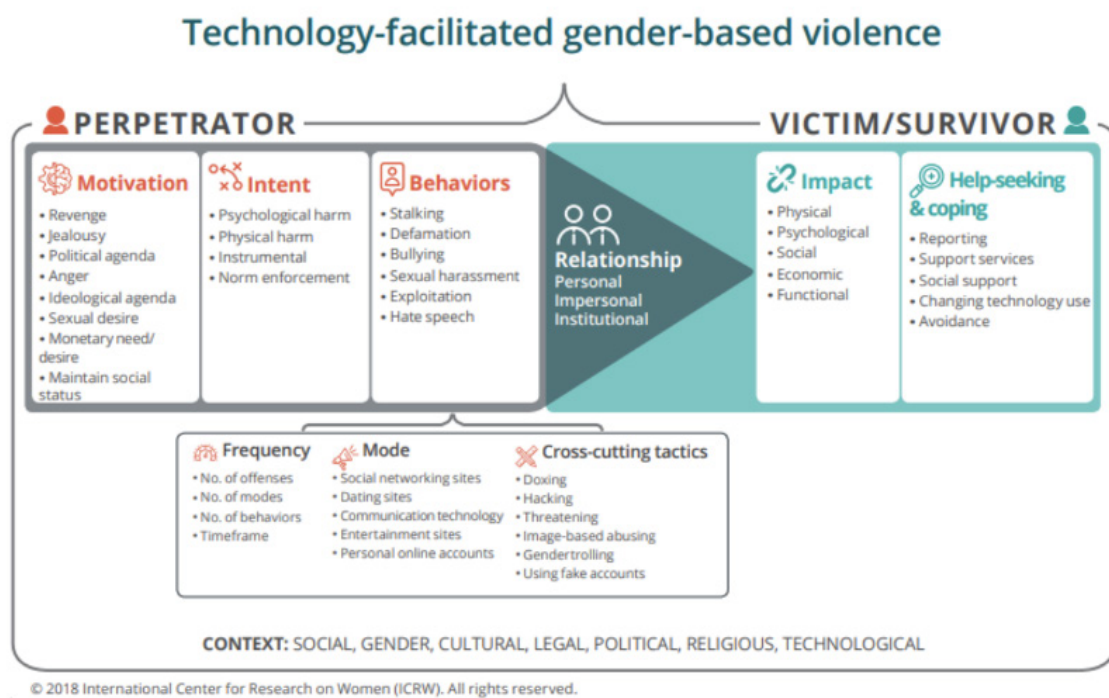 Technology-facilitated gender-based violence
PERPETRATOR
VICTIM/SURVIVOR
Motivation
• Revenge
• Jealousy
• Political agenda
• Anger
• Ideological agenda
• Sexual desire
• Monetary need/
desire
• Maintain social
status
Intent
• Psychological harm
• Physical harm
• Instrumental
• Norm enforcement
Behaviors
• Stalking
• Defamation
• Bullying
• Sexual harassment
• Exploitation
• Hate speech
Relationship
Personal
Impersonal
Institutional
Impact
• Physical
• Psychological
• Social
• Economic
• Functional
Help-seeking
& coping
• Reporting
• Support services
• Social support
• Changing technology use
• Avoidance
Frequency
• No. of offenses
• No. of modes
• No. of behaviors
• Timeframe
Mode
• Social networking sites
• Dating sites
• Communication technology
• Entertainment sites
• Personal online accounts
Cross-cutting tactics
• Doxing
• Hacking
• Threatening
• Image-based abusing
• Gendertrolling
• Using fake accounts
CONTEXT: SOCIAL, GENDER, CULTURAL, LEGAL, POLITICAL, RELIGIOUS, TECHNOLOGICAL
© 2018 International Center for Research on Women (ICRW). All rights reserved.